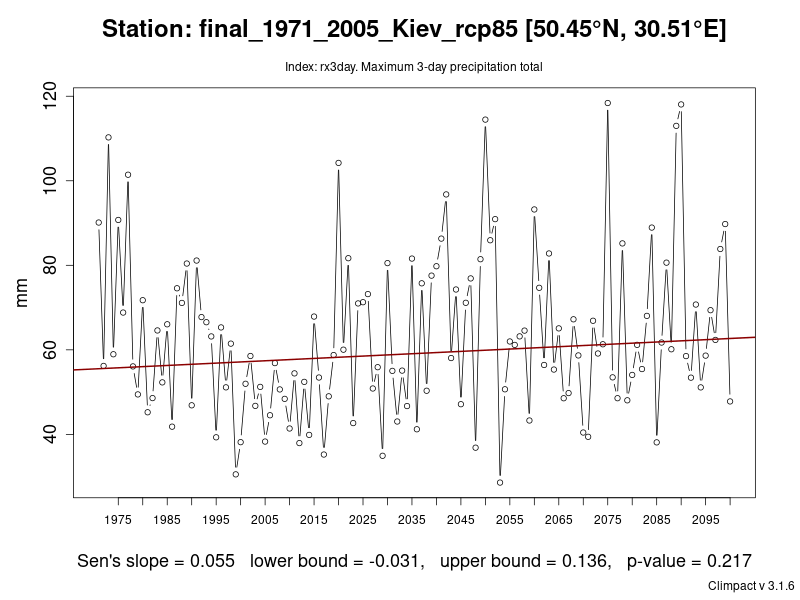 Station: final_1971_2005_Kiev_rcp85 [50.45°N, 30.51°E]
Index: rx3day. Maximum 3-day precipitation total
120
100
80
60
40
mm
1975 1985 1995 2005 2015 2025 2035 2045 2055 2065 2075 2085 2095
Sen's slope = 0.055 lower bound = -0.031, upper bound = 0.136, p-value = 0.217
Climpact v 3.1.6